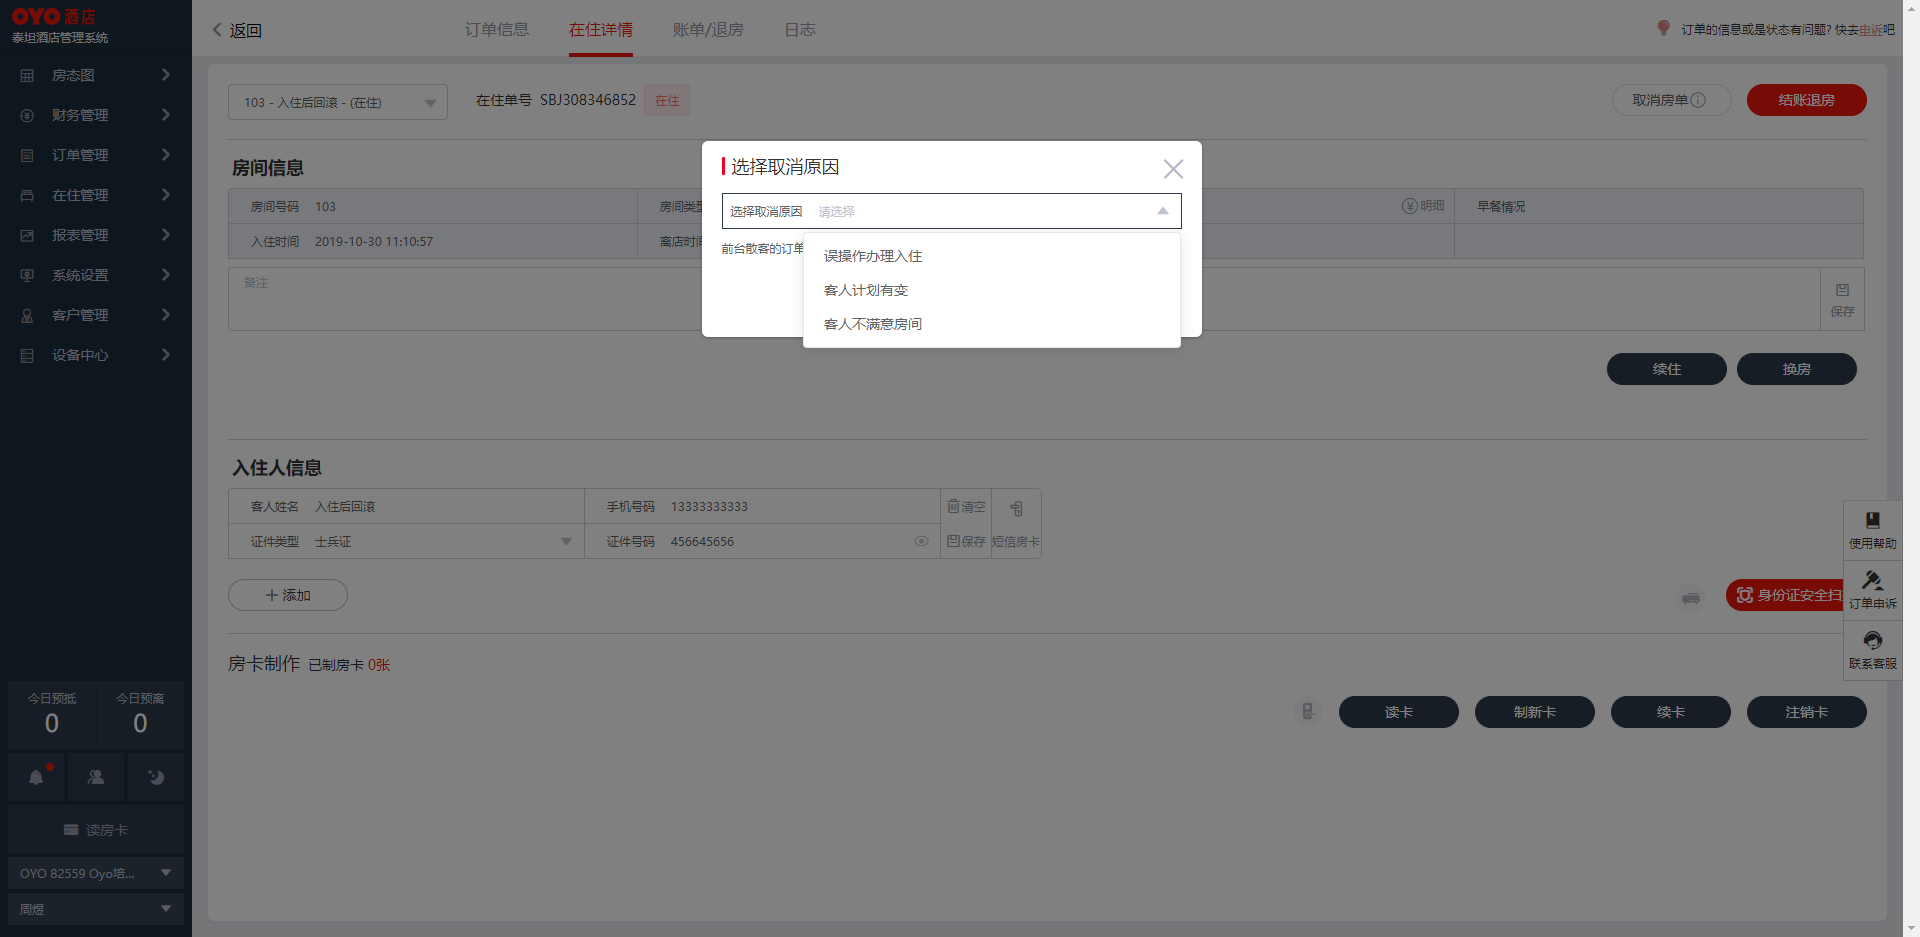 OYO 酒店
泰坦酒店管理系统
房态图
财务管理
订单管理
在住管理
报表管理
系统设置
客户管理
设备中心
今日预抵 今日预离
0 0
读房卡
OYO 82559 Oyo培...
周煜
返回 订单信息 在住详情 账单/退房 日志 订单的信息或是状态有问题? 快去申诉吧
103 - 入住后回滚 - (在住) 在住单号 SBJ308346852 在住 取消房单 结账退房
房间信息
房间号码 103 房间类型 明细 早餐情况
入住时间 2019-10-30 11:10:57 离店时间
备注
保存
选择取消原因
选择取消原因 请选择
前台散客的订单
误操作办理入住
客人计划有变
客人不满意房间
续住 换房
入住人信息
客人姓名 入住后回滚 手机号码 13333333333 清空
证件类型 士兵证 证件号码 456645656 保存 短信房卡
添加 身份证安全扫
房卡制作 已制房卡 0张
读卡 制新卡 续卡 注销卡
使用帮助
订单申诉
联系客服